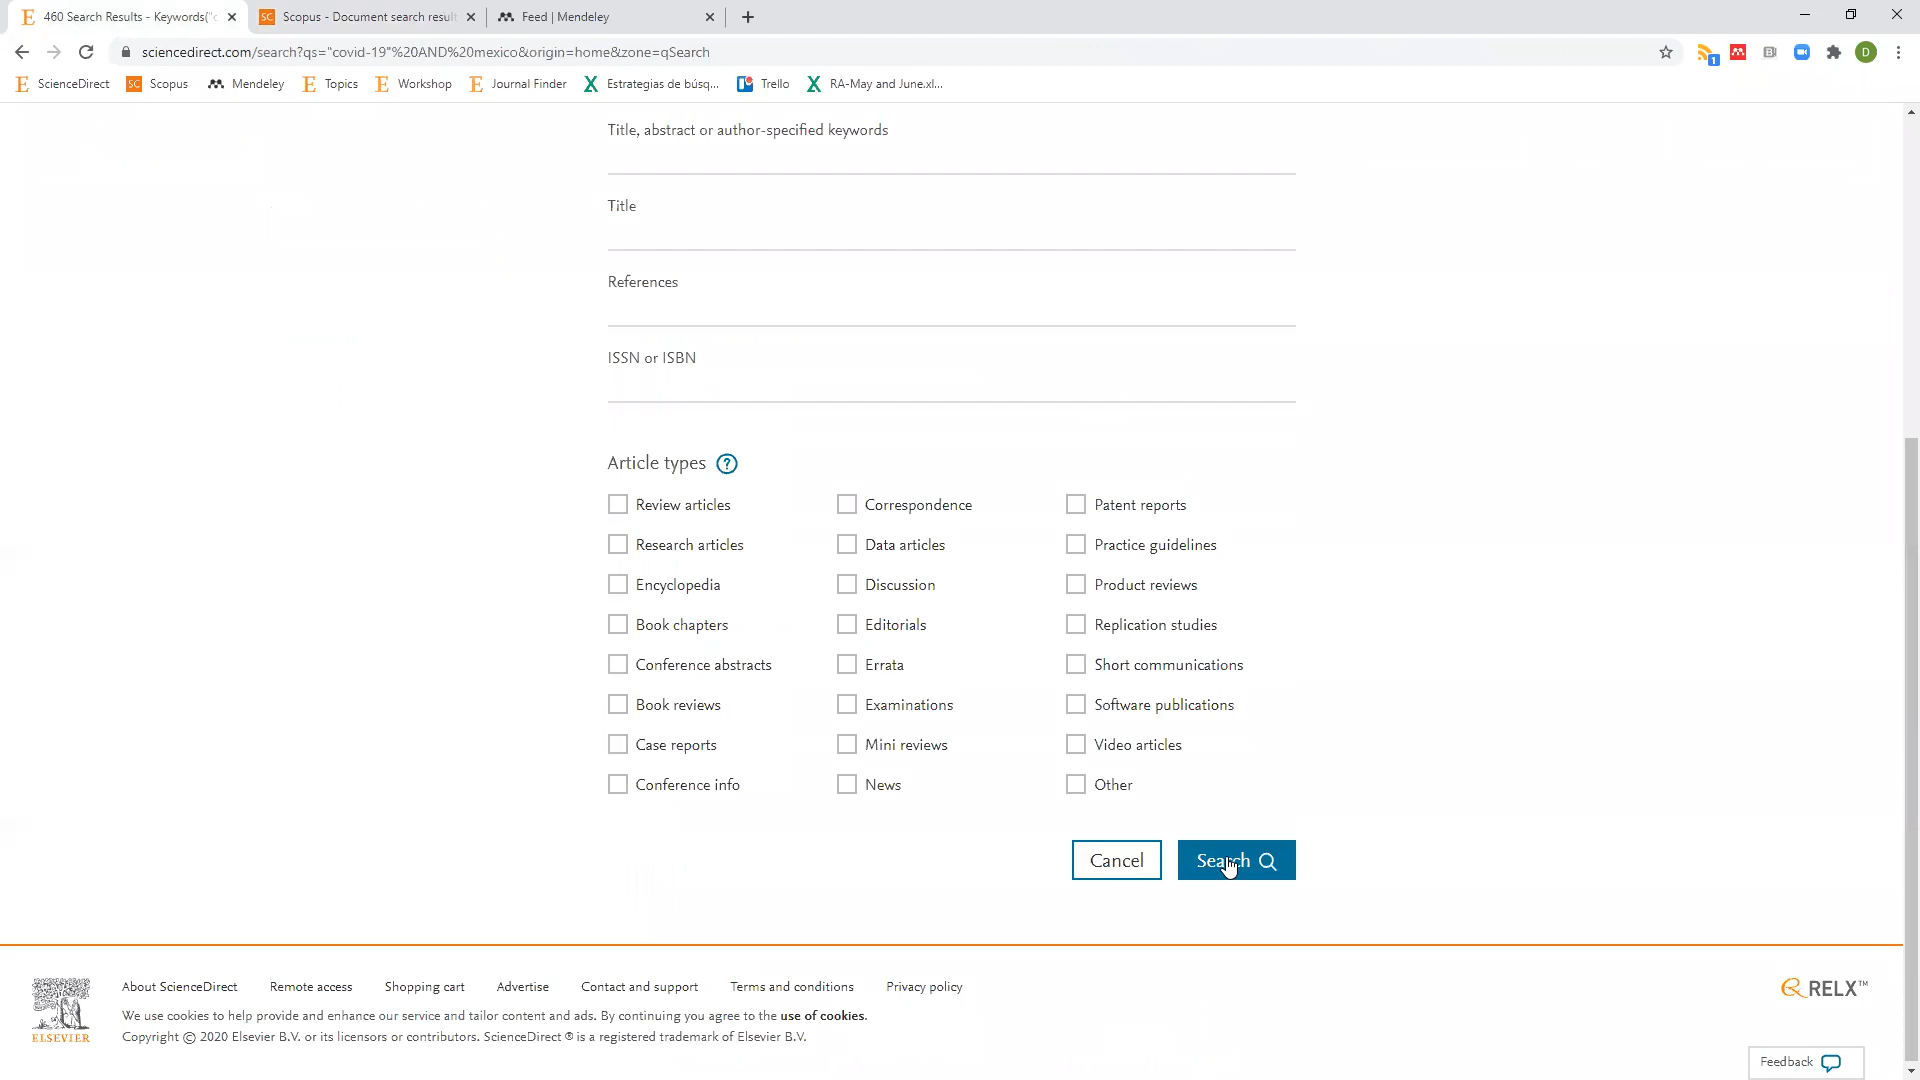 460 Search Results - Keywords("c
Scopus - Document search result
Feed | Mendeley
sciencedirect.com/search?qs="covid-19"%20AND%20mexico&origin=home&zone=qSearch
ScienceDirect
Scopus
Mendeley
Topics
Workshop
Journal Finder
Estrategias de búsq...
Trello
RA-May and June.xl...
Title, abstract or author-specified keywords
Title
References
ISSN or ISBN
Article types ?
Review articles
Correspondence
Patent reports
Research articles
Data articles
Practice guidelines
Encyclopedia
Discussion
Product reviews
Book chapters
Editorials
Replication studies
Conference abstracts
Errata
Short communications
Book reviews
Examinations
Software publications
Case reports
Mini reviews
Video articles
Conference info
News
Other
Cancel
Search
About ScienceDirect
Remote access
Shopping cart
Advertise
Contact and support
Terms and conditions
Privacy policy
RELX™
We use cookies to help provide and enhance our service and tailor content and ads. By continuing you agree to the use of cookies.
ELSEVIER
Copyright © 2020 Elsevier B.V. or its licensors or contributors. ScienceDirect ® is a registered trademark of Elsevier B.V.
Feedback